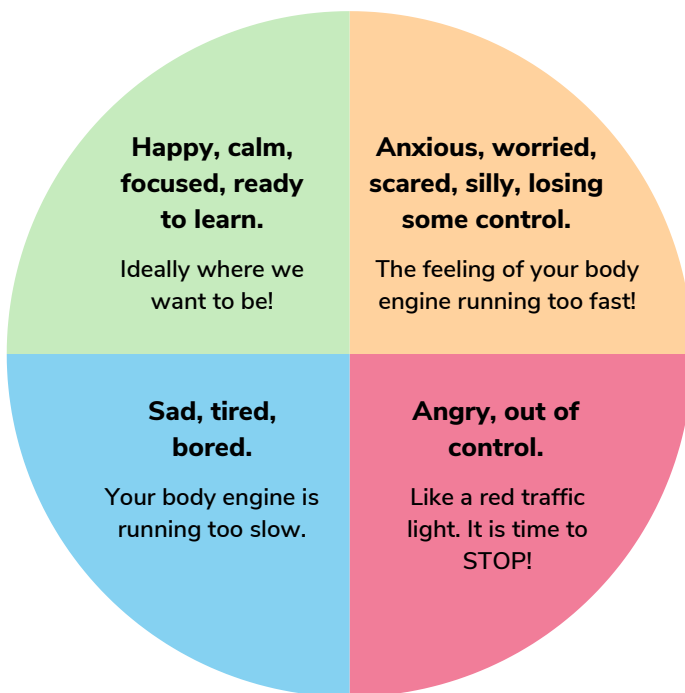 Happy, calm,
focused, ready
to learn.
Ideally where we
want to be!
Anxious, worried,
scared, silly, losing
some control.
The feeling of your body
engine running too fast!
Sad, tired,
bored.
Your body engine is
running too slow.
Angry, out of
control.
Like a red traffic
light. It is time to
STOP!